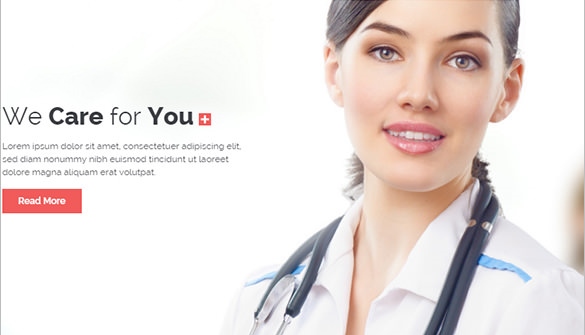 We Care for You
Lorem ipsum dolor sit amet, consectetuer adipiscing elit,
sed diam nonummy nibh euismod tincidunt ut laoreet
dolore magna aliquam erat volutpat.
Read More